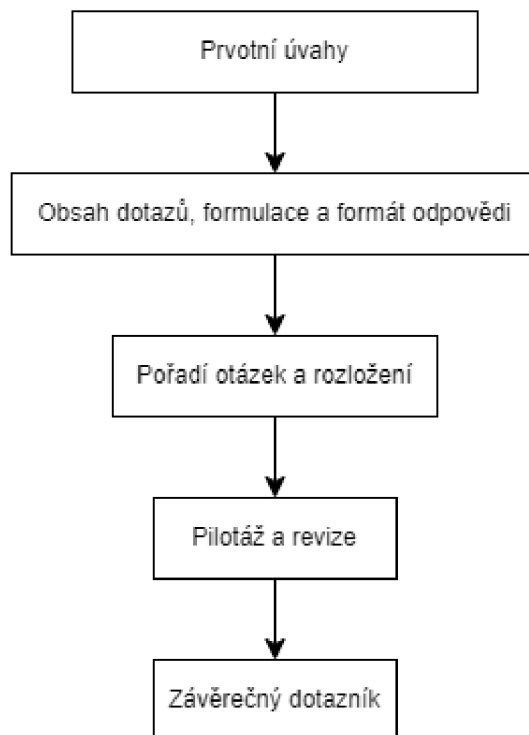 Prvotní úvahy
Obsah dotazů, formulace a formát odpovědi
Pořadí otázek a rozložení
Pilotáž a revize
Závěrečný dotazník